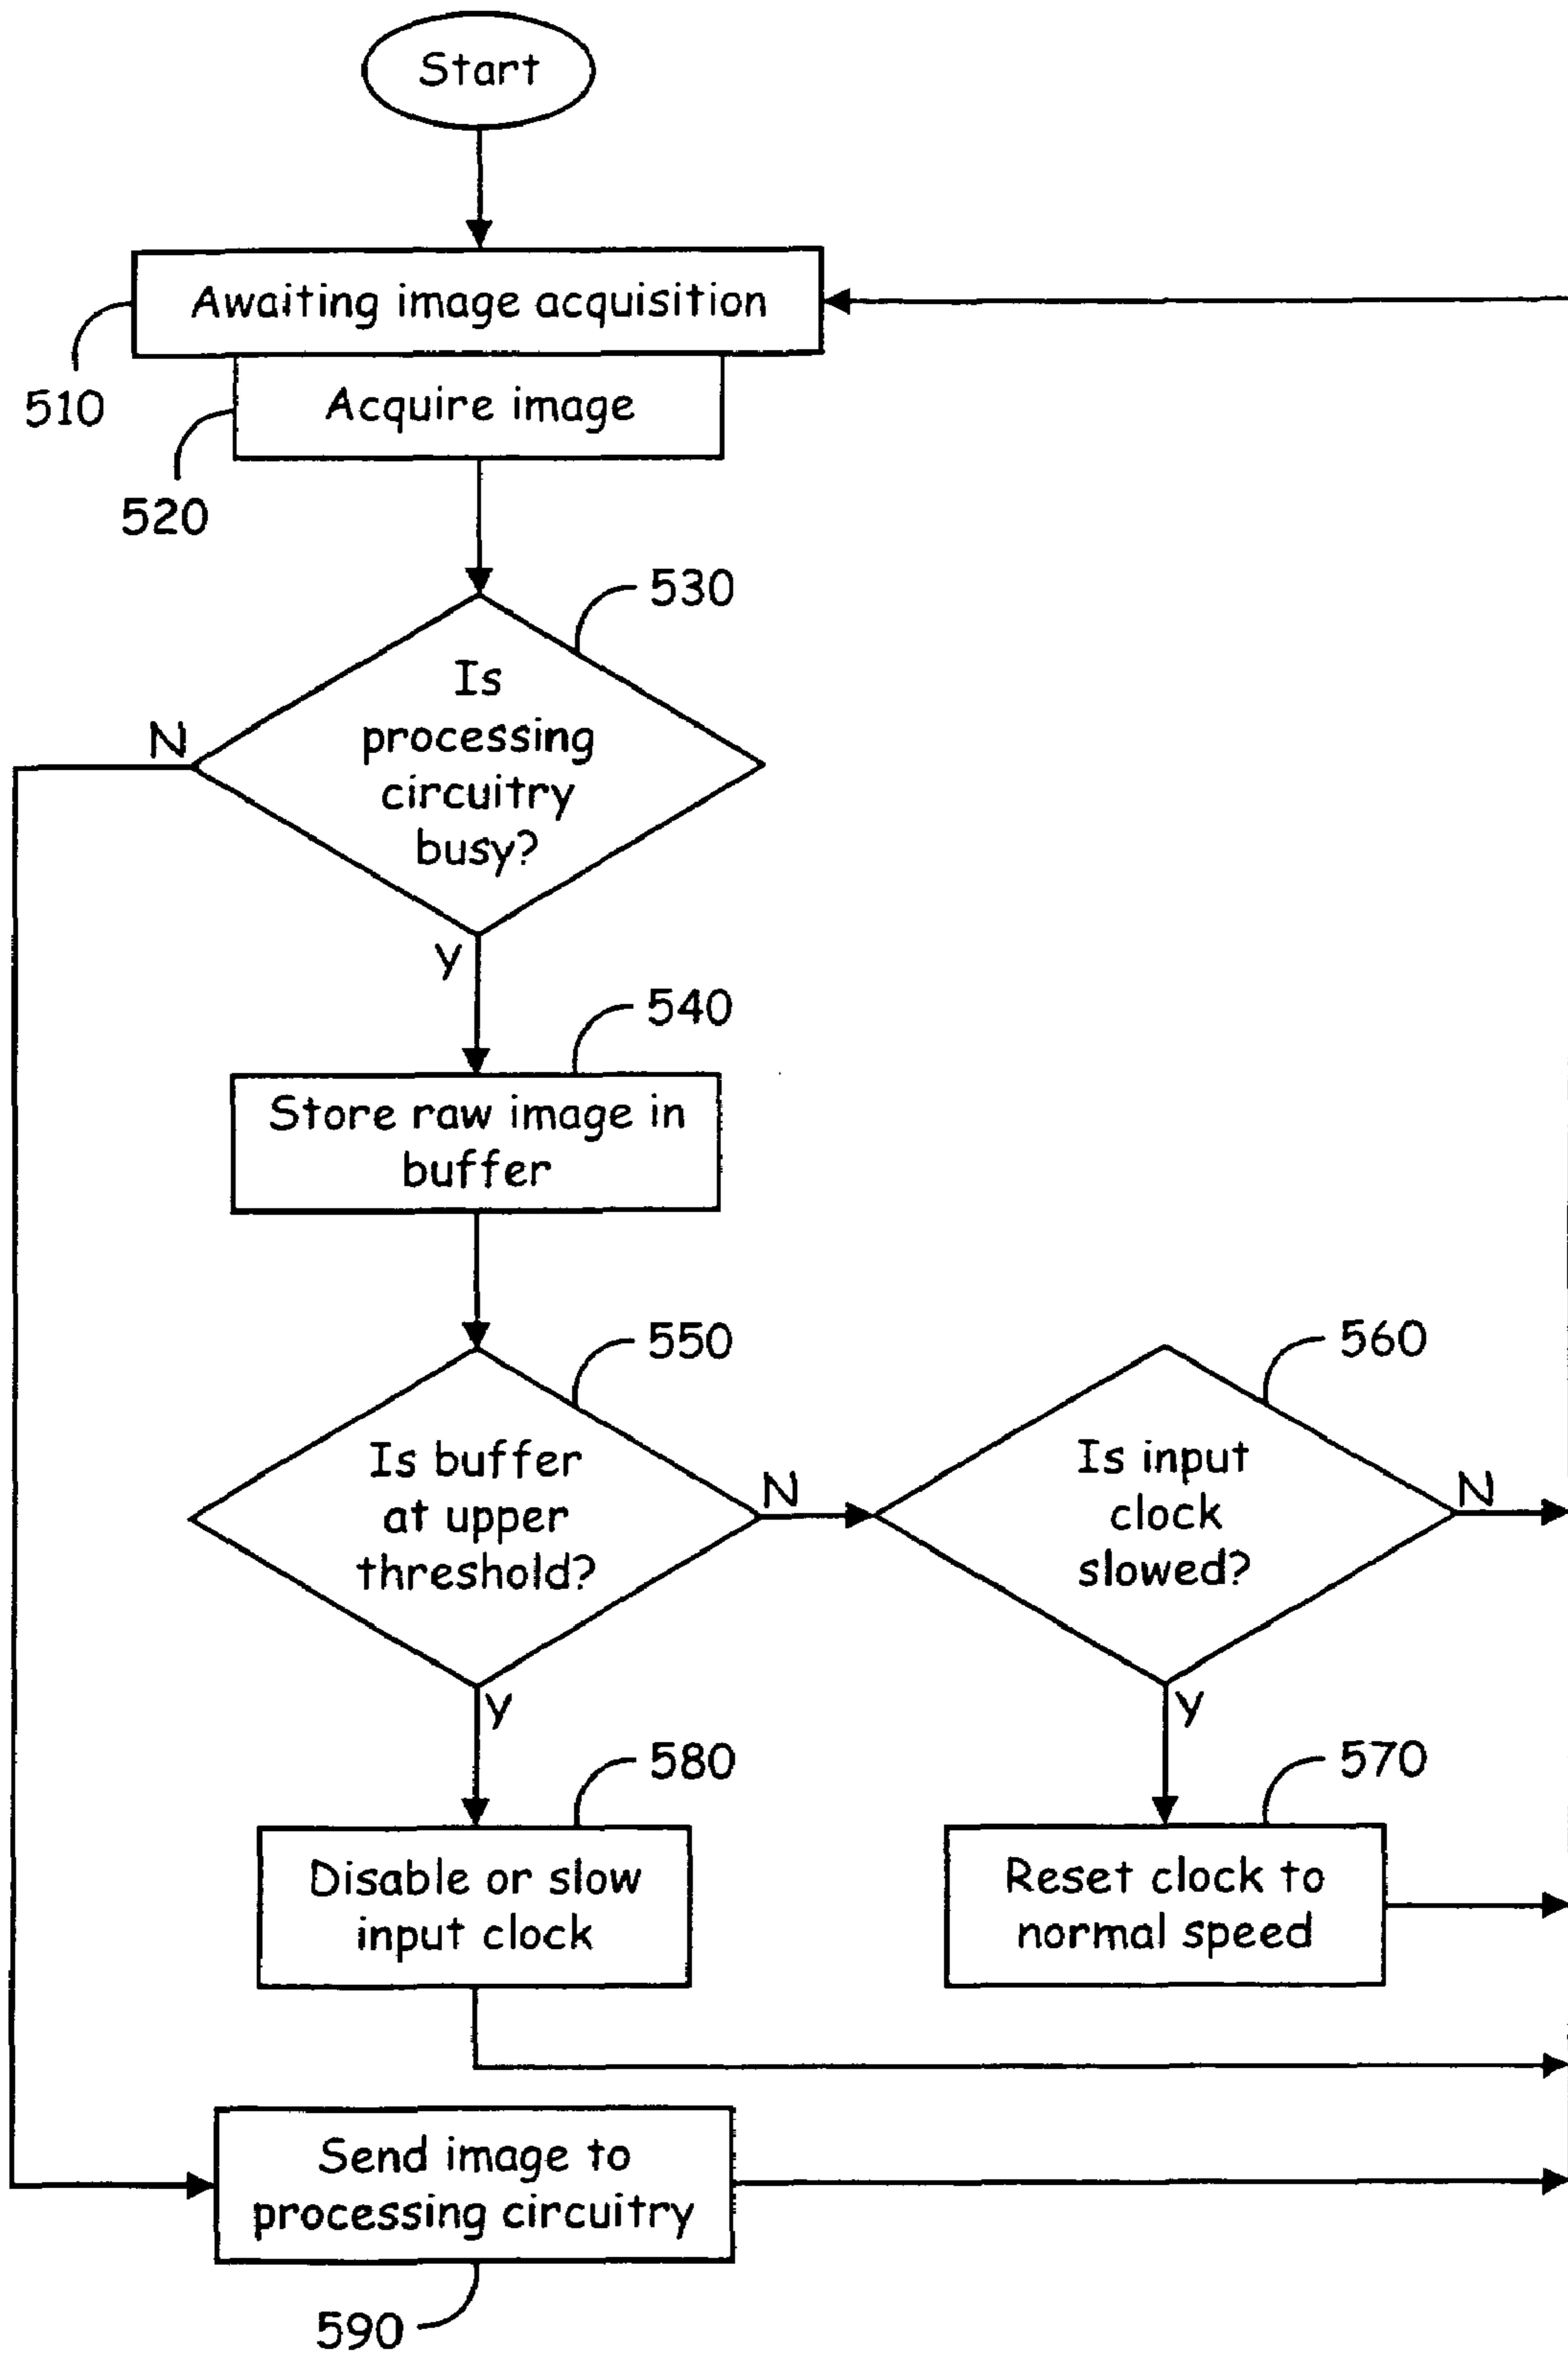 Start
Awaiting image acquisition
510
Acquire image
520
530
Is
processing
circuitry
busy?
N
y
540
Store raw image in
buffer
550
Is buffer
at upper
threshold?
N
y
560
Is input
clock
slowed?
N
y
580
Disable or slow
input clock
570
Reset clock to
normal speed
Send image to
processing circuitry
590